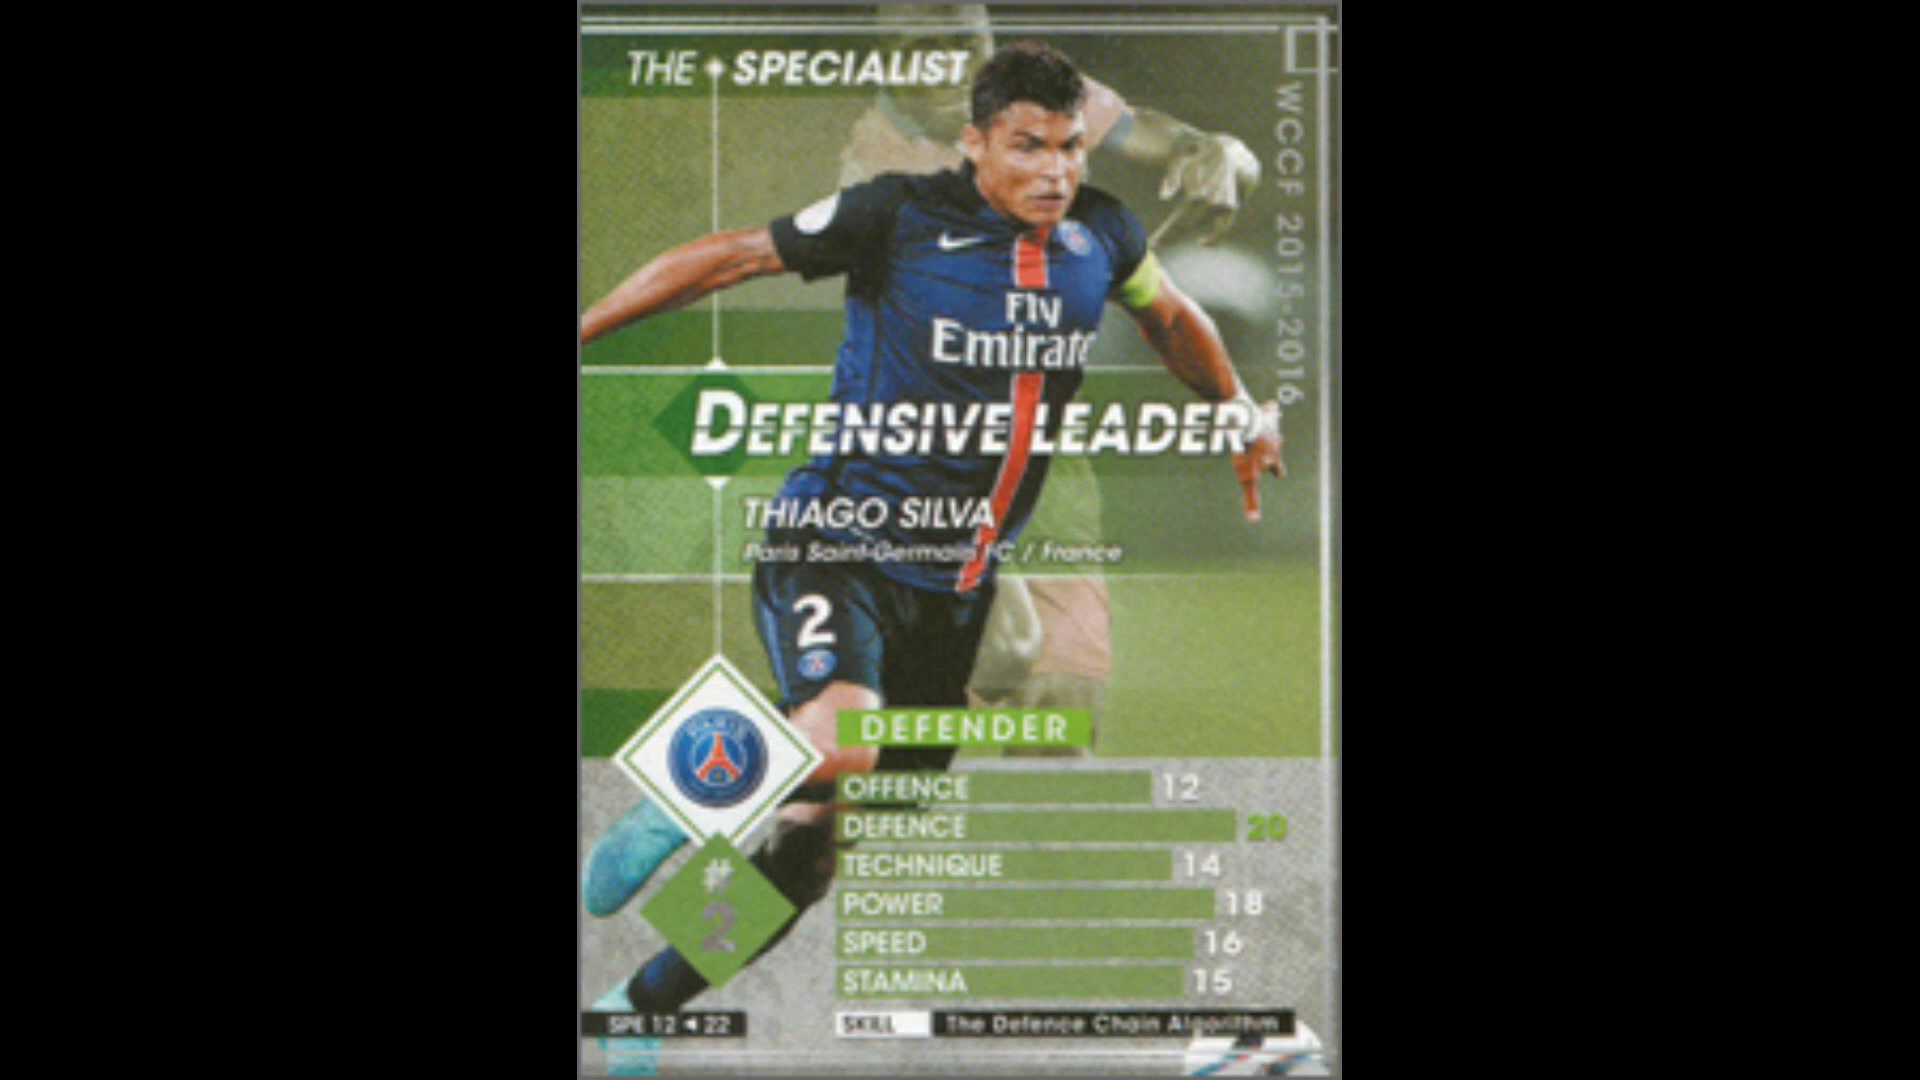 THE SPECIALIST
WCCF 2015-2016
Fly
Emirate
DEFENSIVE LEADER
THIAGO SILVA
Paris Saint-Germain FC / France
2
PARIS
DEFENDER
OFFENCE 12
DEFENCE 20
TECHNIQUE 14
POWER 18
SPEED 16
STAMINA 15
#
2
SPE 12 ◄ 22
SKILL The Defence Chain Algorithm